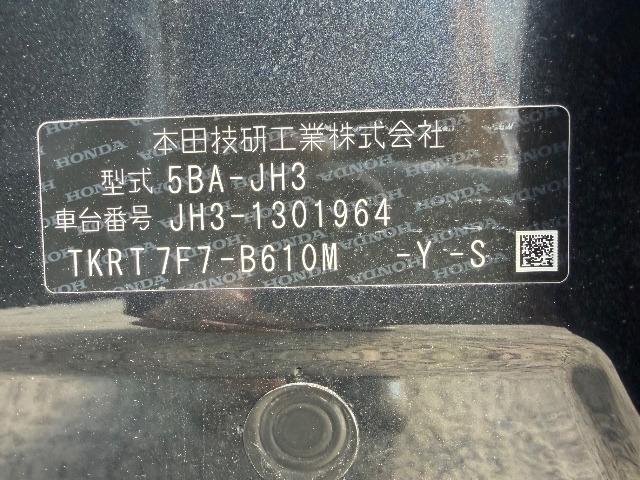 本田技研工業株式会社
型式 5BA-JH3
車台番号 JH3-1301964
TKRT7F7-B610M -Y -S